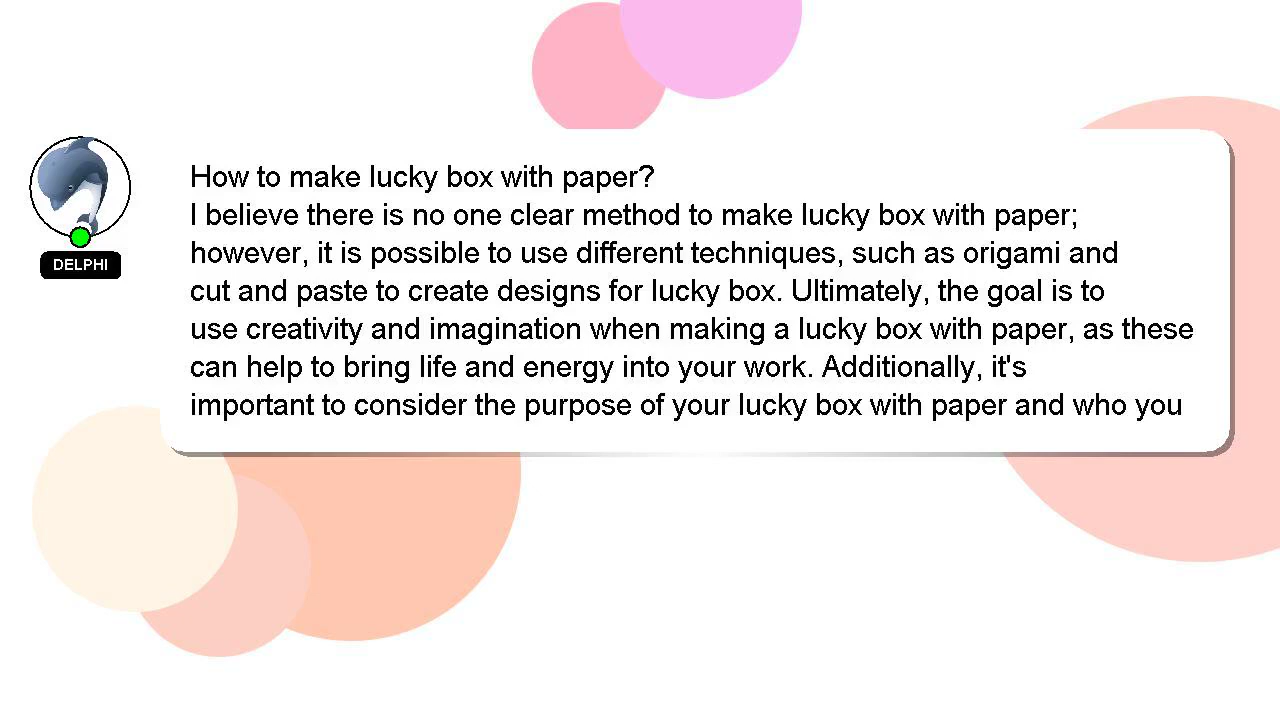 DELPHI
How to make lucky box with paper?
I believe there is no one clear method to make lucky box with paper;
however, it is possible to use different techniques, such as origami and
cut and paste to create designs for lucky box. Ultimately, the goal is to
use creativity and imagination when making a lucky box with paper, as these
can help to bring life and energy into your work. Additionally, it's
important to consider the purpose of your lucky box with paper and who you